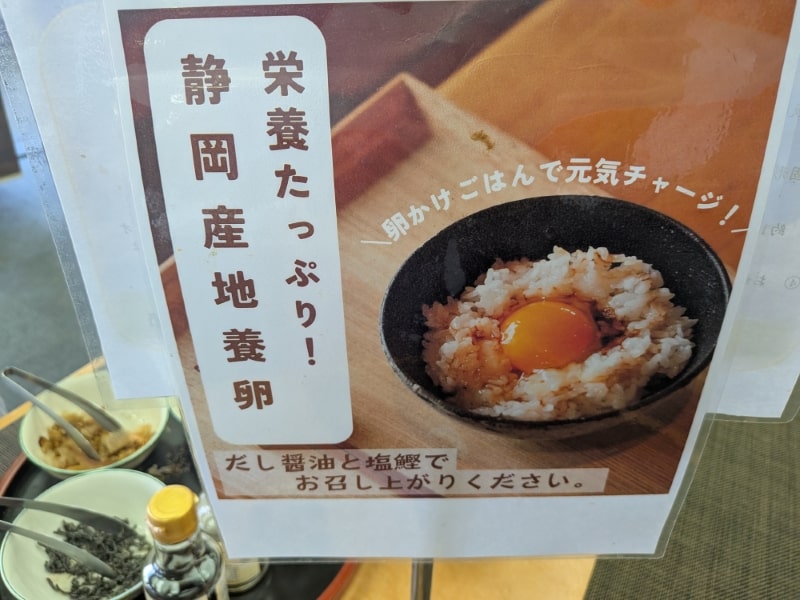 栄養たっぷり!
静岡産地養卵
\卵かけごはんで元気チャージ!/
だし醤油と塩鰹で
お召し上がりください。